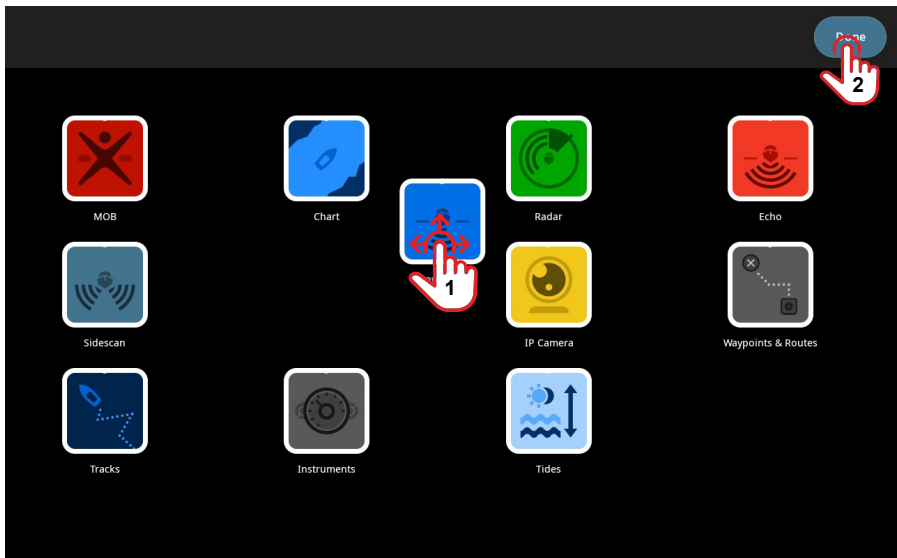 Done
2
MOB
Chart
Radar
Echo
1
Sidescan
IP Camera
Waypoints & Routes
Tracks
Instruments
Tides